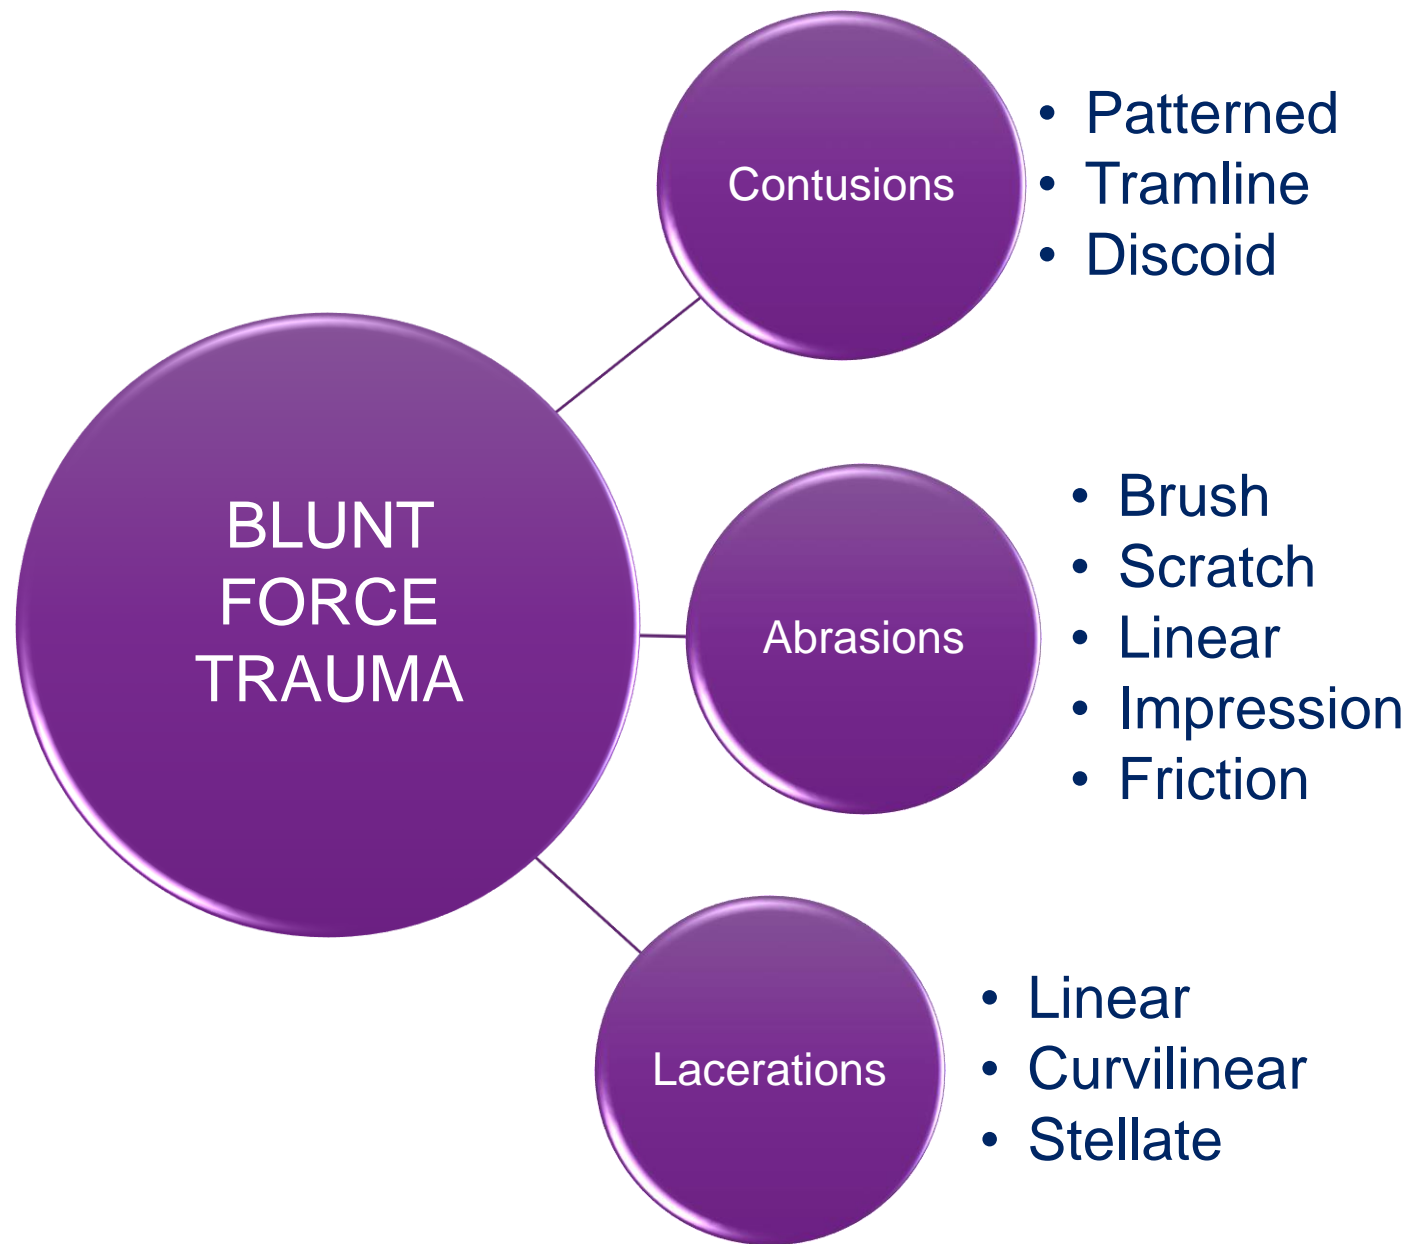 BLUNT
FORCE
TRAUMA
Contusions
• Patterned
• Tramline
• Discoid
Abrasions
• Brush
• Scratch
• Linear
• Impression
• Friction
Lacerations
• Linear
• Curvilinear
• Stellate